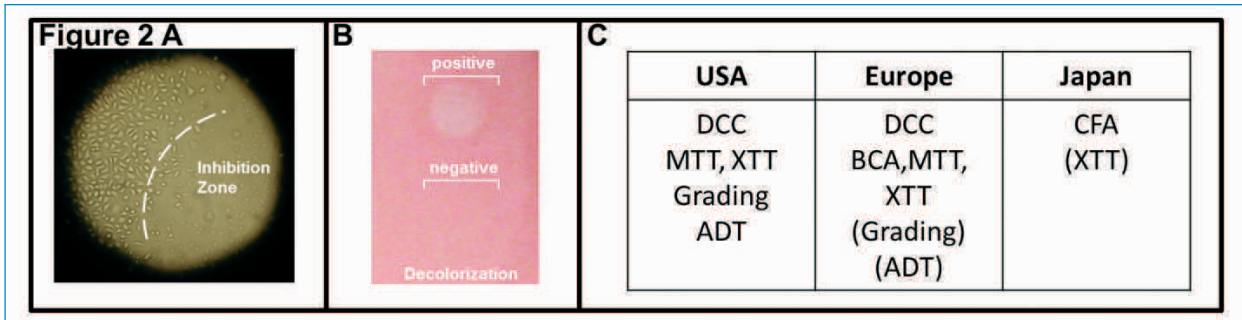 Figure 2 A
Inhibition
Zone
B
positive
negative
Decolorization
C
USA Europe Japan
DCC DCC CFA
MTT, XTT BCA,MTT, (XTT)
Grading XTT
ADT (Grading)
(ADT)